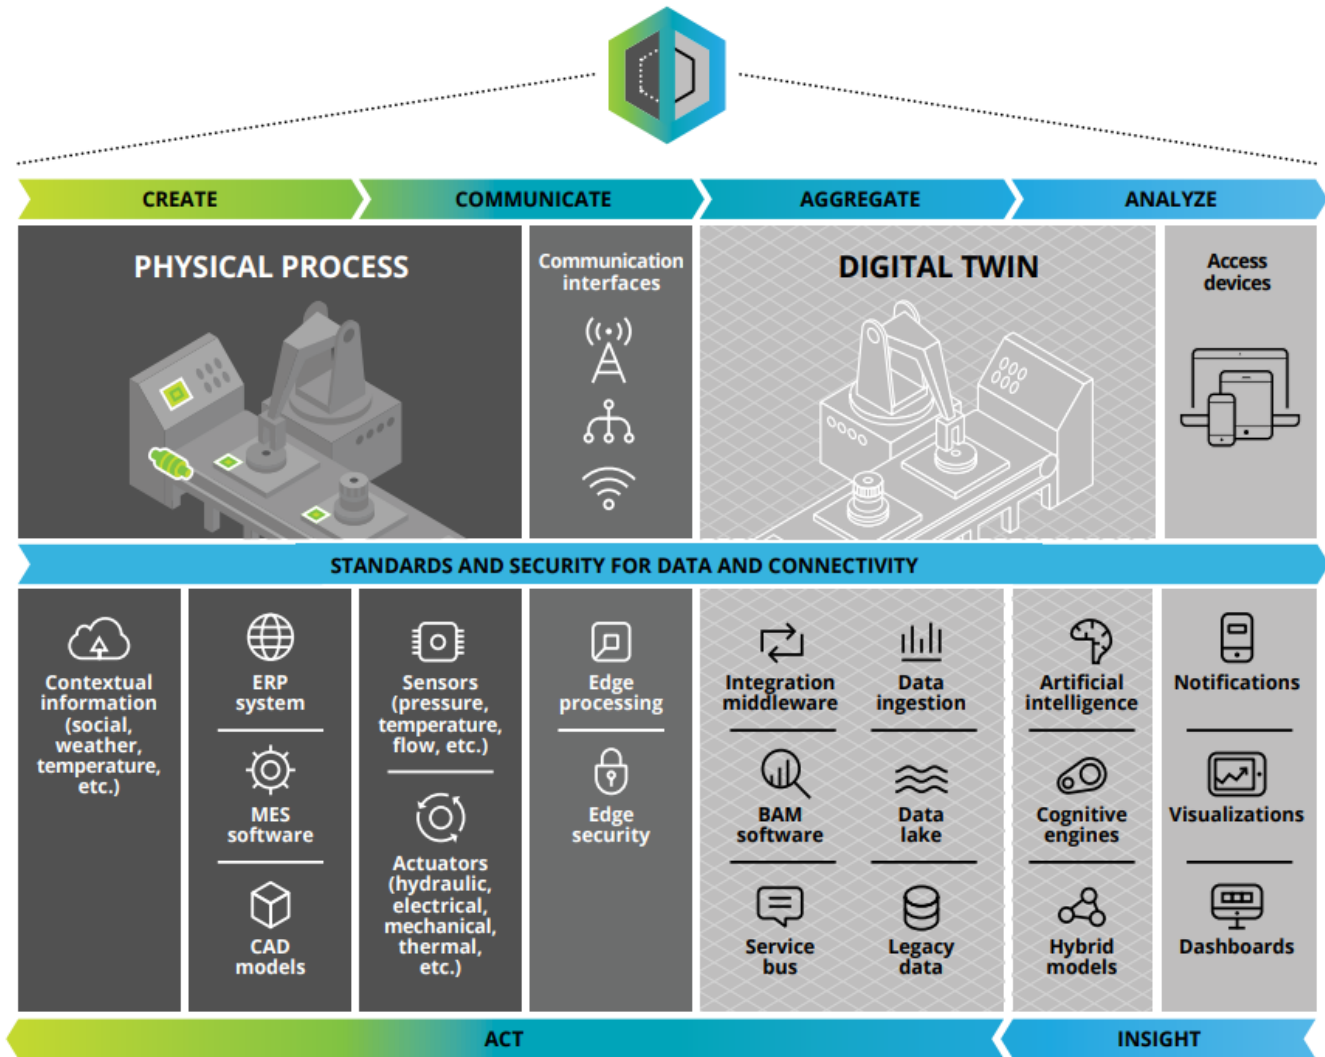 CREATE
COMMUNICATE
AGGREGATE
ANALYZE
PHYSICAL PROCESS
Communication
interfaces
DIGITAL TWIN
Access
devices
STANDARDS AND SECURITY FOR DATA AND CONNECTIVITY
Contextual
information
(social,
weather,
temperature,
etc.)
ERP
system
MES
software
CAD
models
Sensors
(pressure,
temperature,
flow, etc.)
Actuators
(hydraulic,
electrical,
mechanical,
thermal,
etc.)
Edge
processing
Edge
security
Integration
middleware
BAM
software
Service
bus
Data
ingestion
Data
lake
Legacy
data
Artificial
intelligence
Cognitive
engines
Hybrid
models
Notifications
Visualizations
Dashboards
ACT
INSIGHT